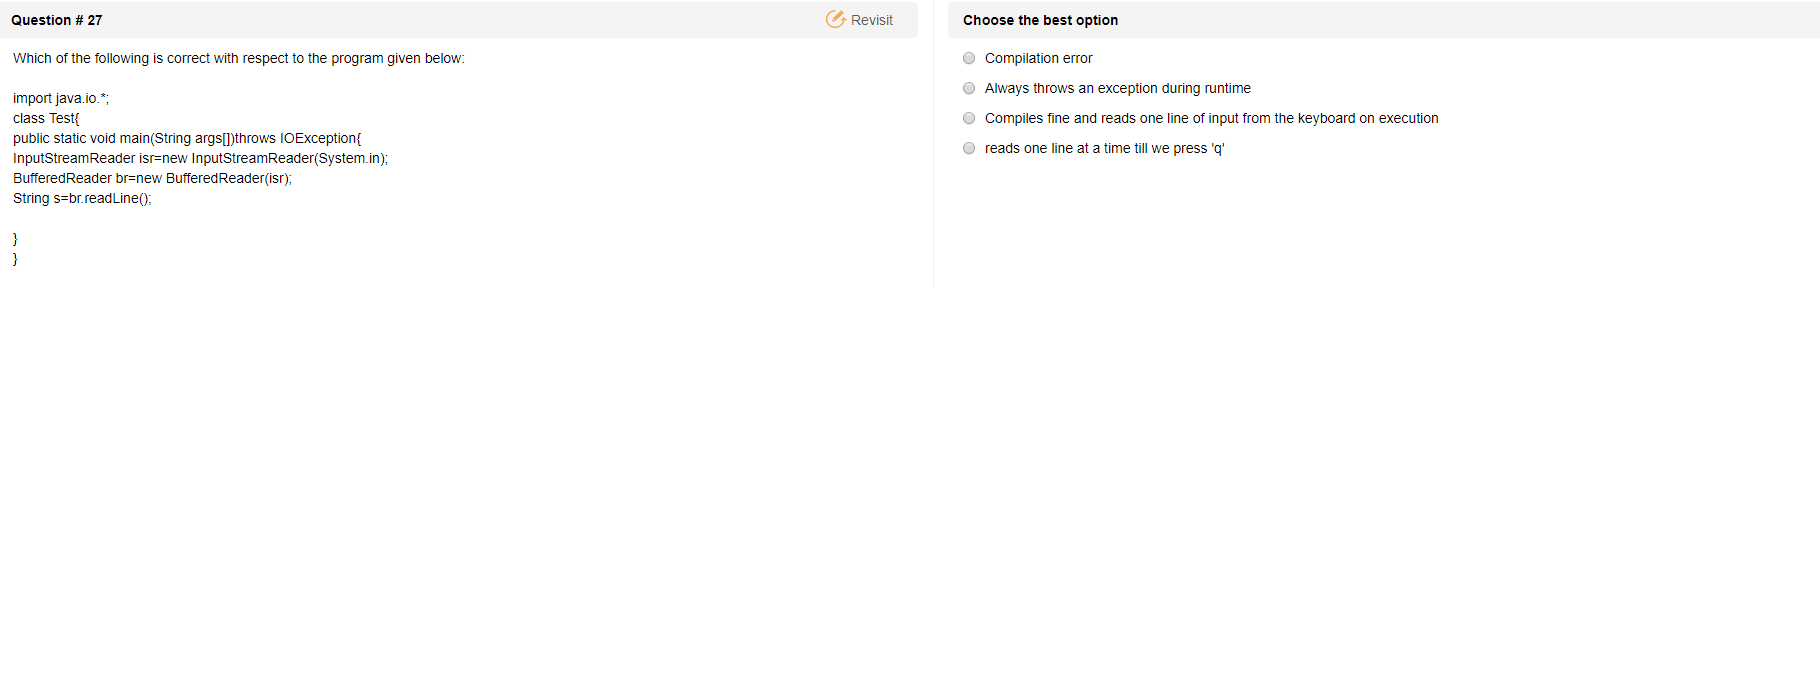 Question # 27
Revisit
Which of the following is correct with respect to the program given below:
import java.io.*;
class Test{
public static void main(String args[])throws IOException{
InputStreamReader isr=new InputStreamReader(System.in);
BufferedReader br=new BufferedReader(isr);
String s=br.readLine();
}
}
Choose the best option
Compilation error
Always throws an exception during runtime
Compiles fine and reads one line of input from the keyboard on execution
reads one line at a time till we press 'q'